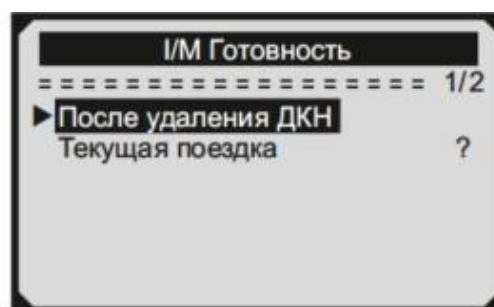 I/M Готовность
= = = = = = = = = = = = = = = = = = 1/2
▶После удаления ДКН
Текущая поездка ?